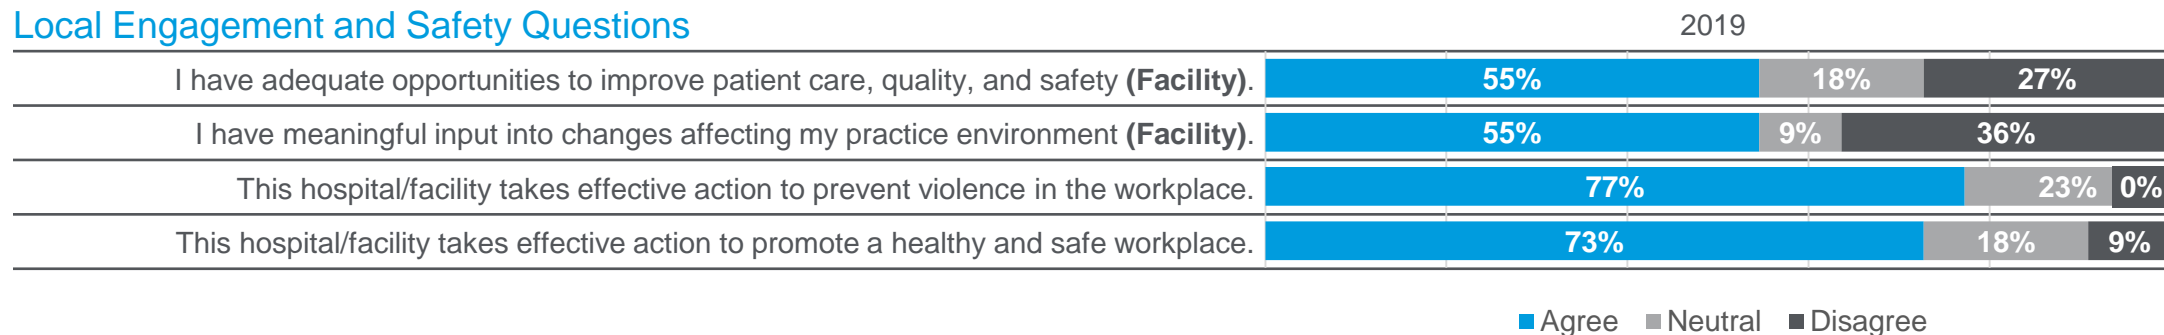 Local Engagement and Safety Questions 2019
I have adequate opportunities to improve patient care, quality, and safety (Facility). 55% 18% 27%
I have meaningful input into changes affecting my practice environment (Facility). 55% 9% 36%
This hospital/facility takes effective action to prevent violence in the workplace. 77% 23% 0%
This hospital/facility takes effective action to promote a healthy and safe workplace. 73% 18% 9%
Agree Neutral Disagree